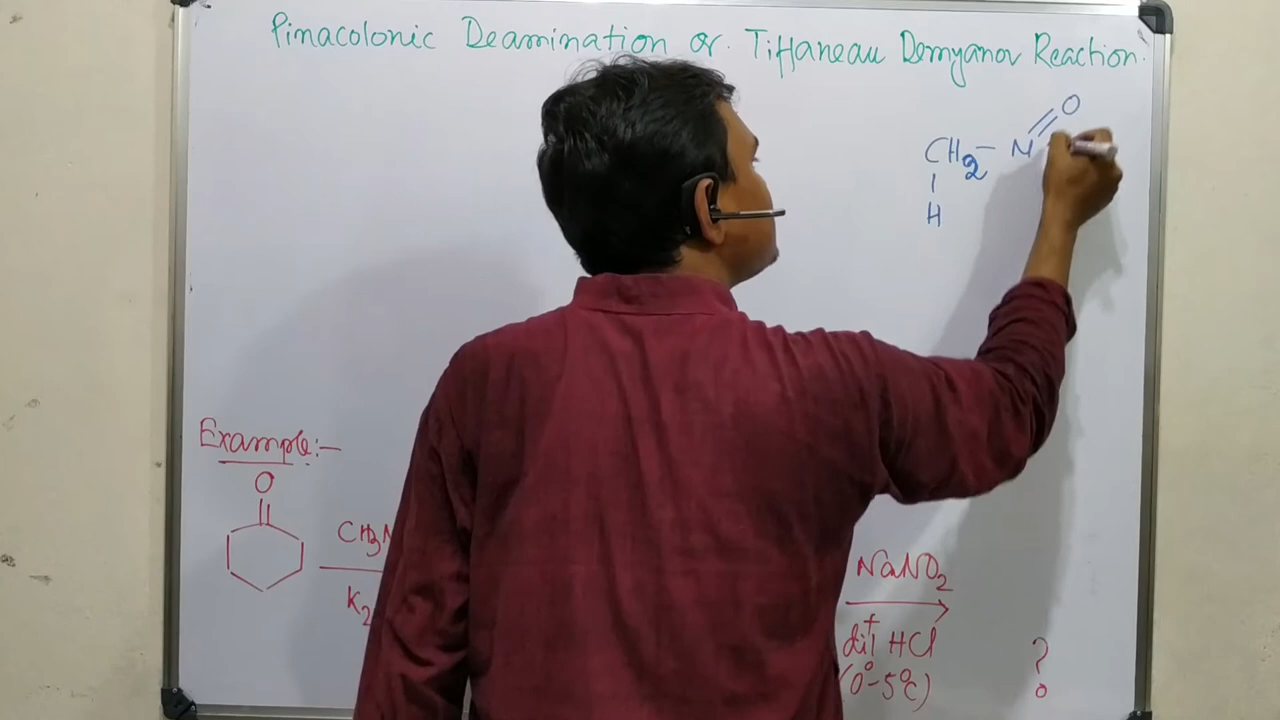 Pinacolonic Deamination or Tiffaneau Demyanov Reaction.
O
CH2 - N
H
Example:-
O
CH3N
K2
NaNO2
+
dil HCl
(0°-5°C)
?